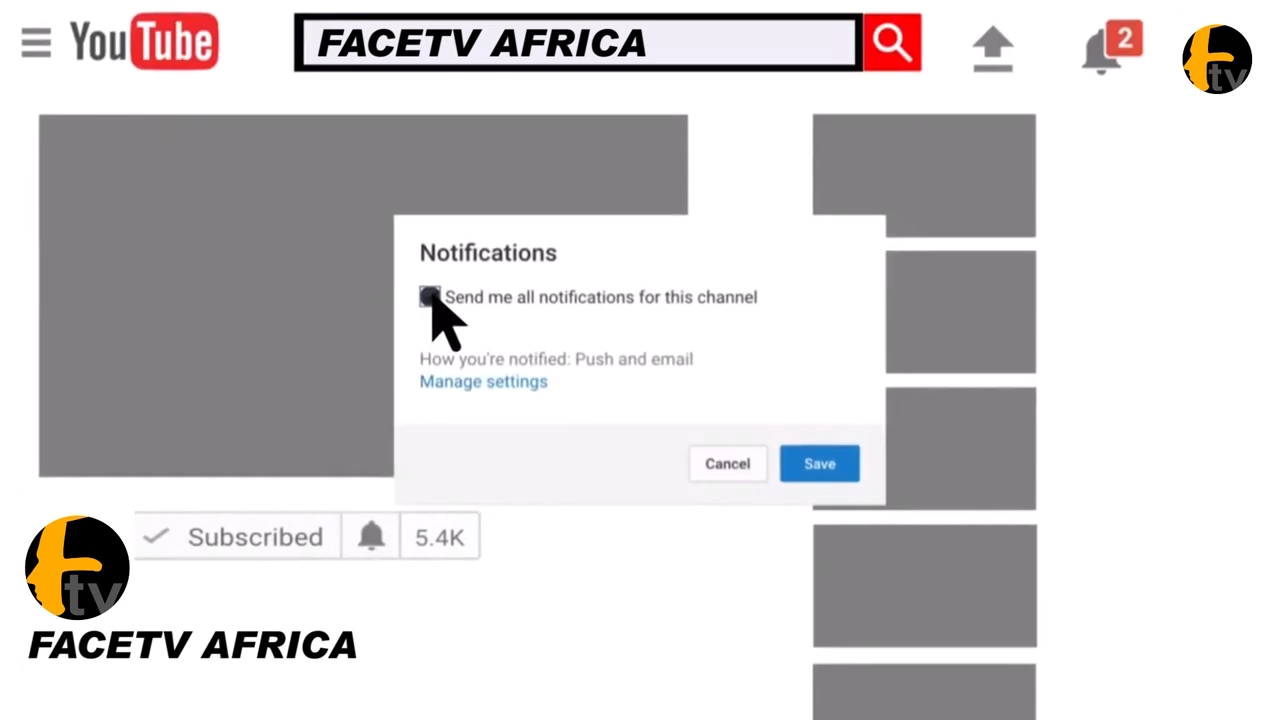 YouTube
FACETV AFRICA
2
tv
Notifications
Send me all notifications for this channel
How you're notified: Push and email
Manage settings
Cancel
Save
Subscribed
5.4K
tv
FACETV AFRICA